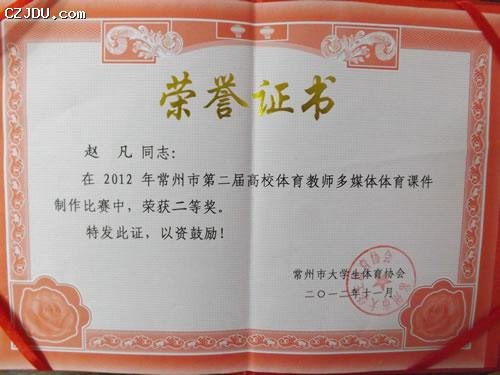 CZJDU.com
荣誉证书
赵 凡 同志：
在 2012 年常州市第二届高校体育教师多媒体体育课件
制作比赛中，荣获二等奖。
特发此证，以资鼓励！
常州市大学生体育协会
二〇一二年十一月